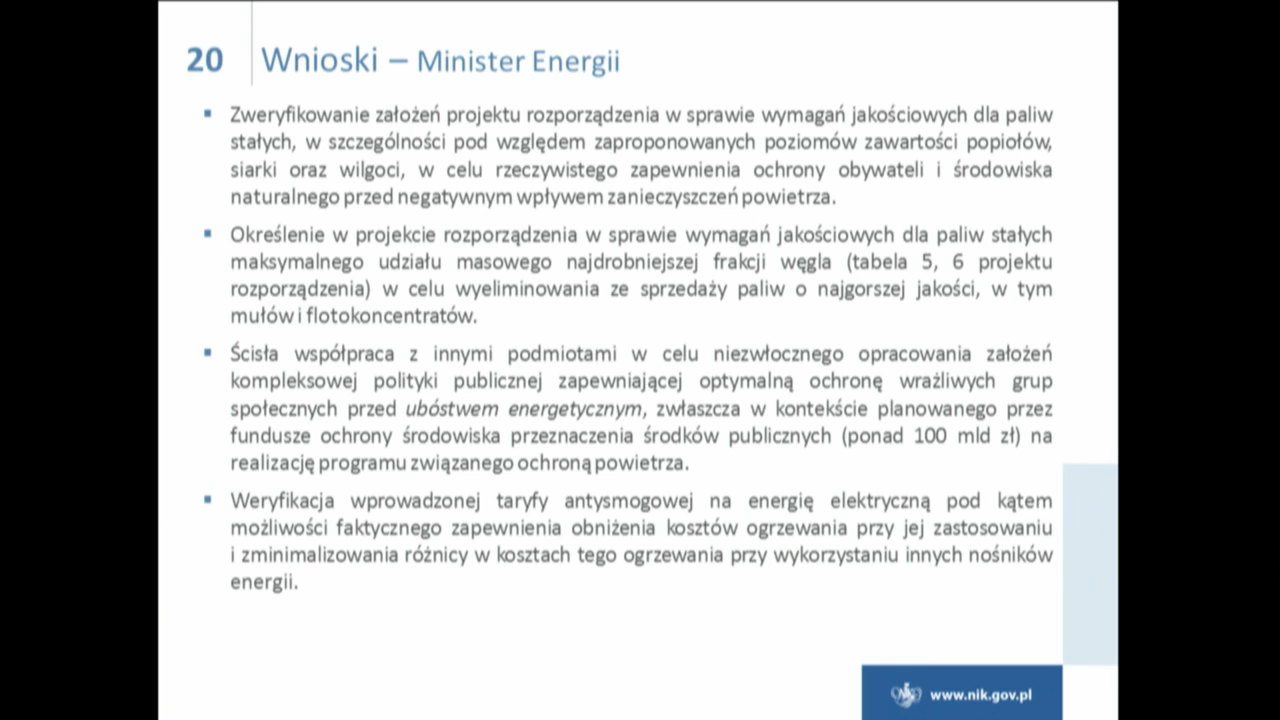 20 Wnioski – Minister Energii
▪ Zweryfikowanie założeń projektu rozporządzenia w sprawie wymagań jakościowych dla paliw
stałych, w szczególności pod względem zaproponowanych poziomów zawartości popiołów,
siarki oraz wilgoci, w celu rzeczywistego zapewnienia ochrony obywateli i środowiska
naturalnego przed negatywnym wpływem zanieczyszczeń powietrza.
▪ Określenie w projekcie rozporządzenia w sprawie wymagań jakościowych dla paliw stałych
maksymalnego udziału masowego najdrobniejszej frakcji węgla (tabela 5, 6 projektu
rozporządzenia) w celu wyeliminowania ze sprzedaży paliw o najgorszej jakości, w tym
mułów i flotokoncentratów.
▪ Ścisła współpraca z innymi podmiotami w celu niezwłocznego opracowania założeń
kompleksowej polityki publicznej zapewniającej optymalną ochronę wrażliwych grup
społecznych przed ubóstwem energetycznym, zwłaszcza w kontekście planowanego przez
fundusze ochrony środowiska przeznaczenia środków publicznych (ponad 100 mld zł) na
realizację programu związanego ochroną powietrza.
▪ Weryfikacja wprowadzonej taryfy antysmogowej na energię elektryczną pod kątem
możliwości faktycznego zapewnienia obniżenia kosztów ogrzewania przy jej zastosowaniu
i zminimalizowania różnicy w kosztach tego ogrzewania przy wykorzystaniu innych nośników
energii.
www.nik.gov.pl